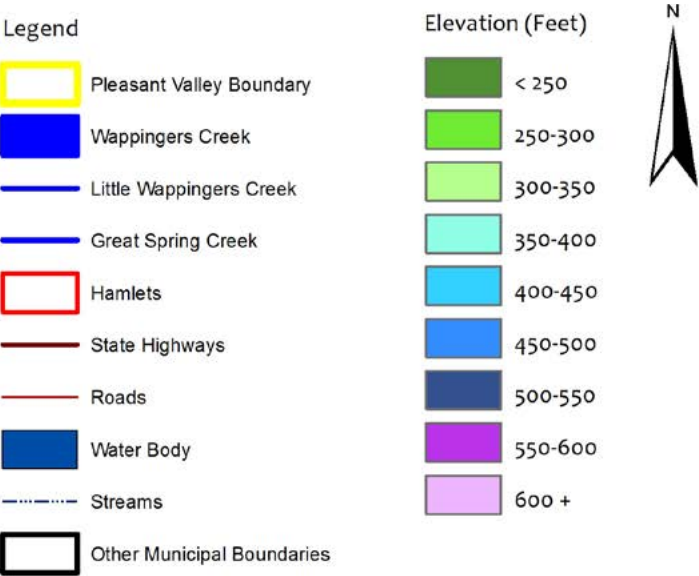 Legend
Pleasant Valley Boundary
Wappingers Creek
Little Wappingers Creek
Great Spring Creek
Hamlets
State Highways
Roads
Water Body
Streams
Other Municipal Boundaries
Elevation (Feet)
< 250
250-300
300-350
350-400
400-450
450-500
500-550
550-600
600 +
N